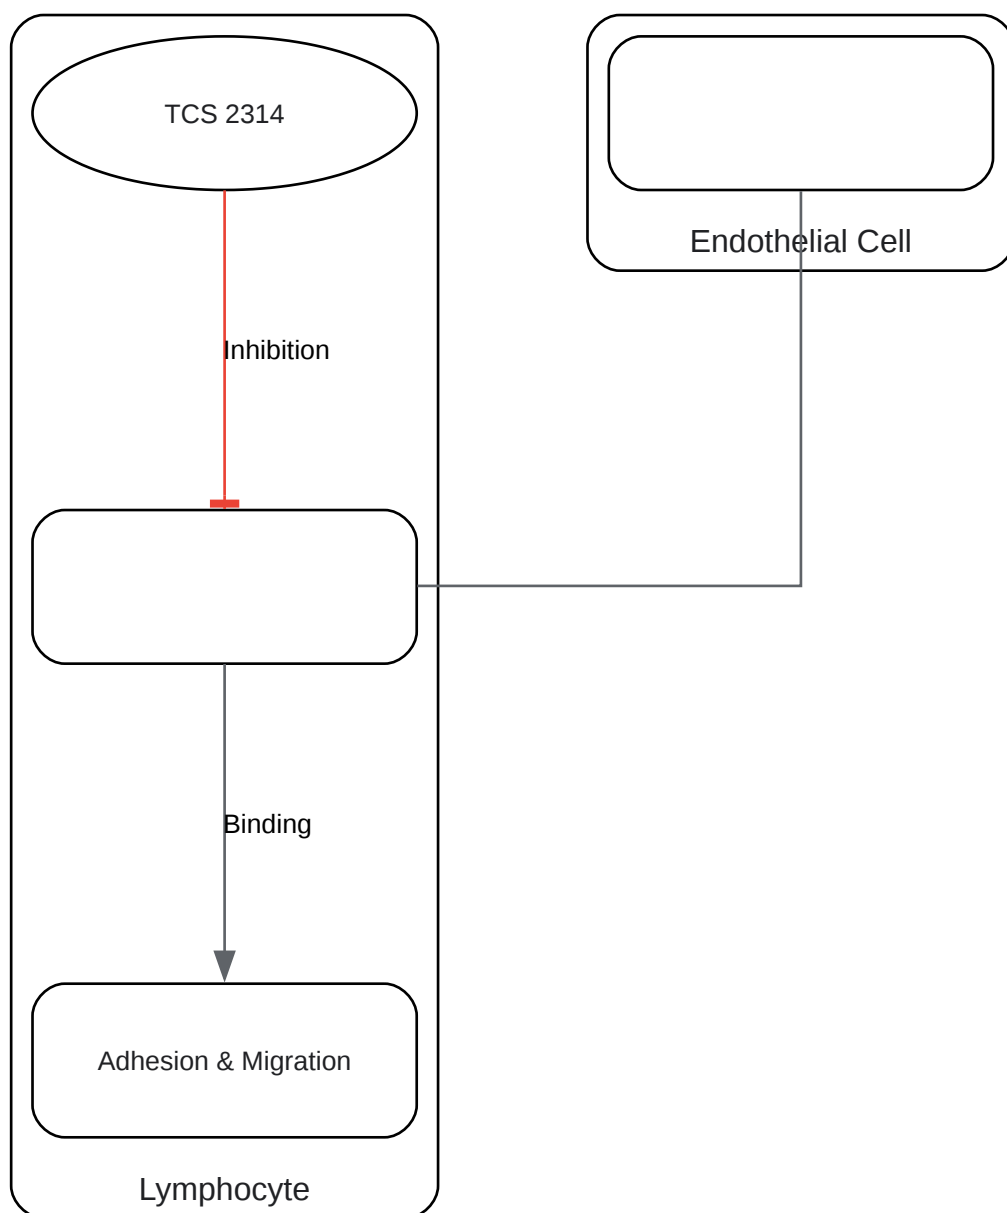 TCS 2314
Endothelial Cell
Inhibition
Binding
Adhesion & Migration
Lymphocyte